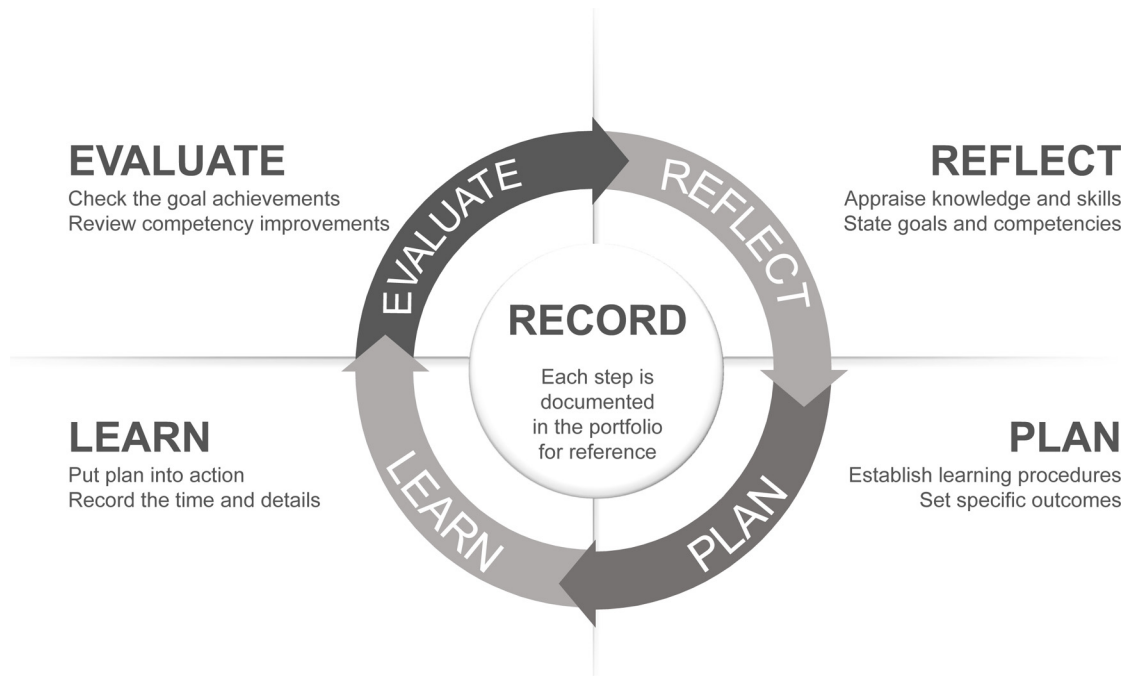 EVALUATE
Check the goal achievements
Review competency improvements
REFLECT
Appraise knowledge and skills
State goals and competencies
EVALUATE
REFLECT
RECORD
Each step is
documented
in the portfolio
for reference
LEARN
Put plan into action
Record the time and details
PLAN
Establish learning procedures
Set specific outcomes
LEARN
PLAN